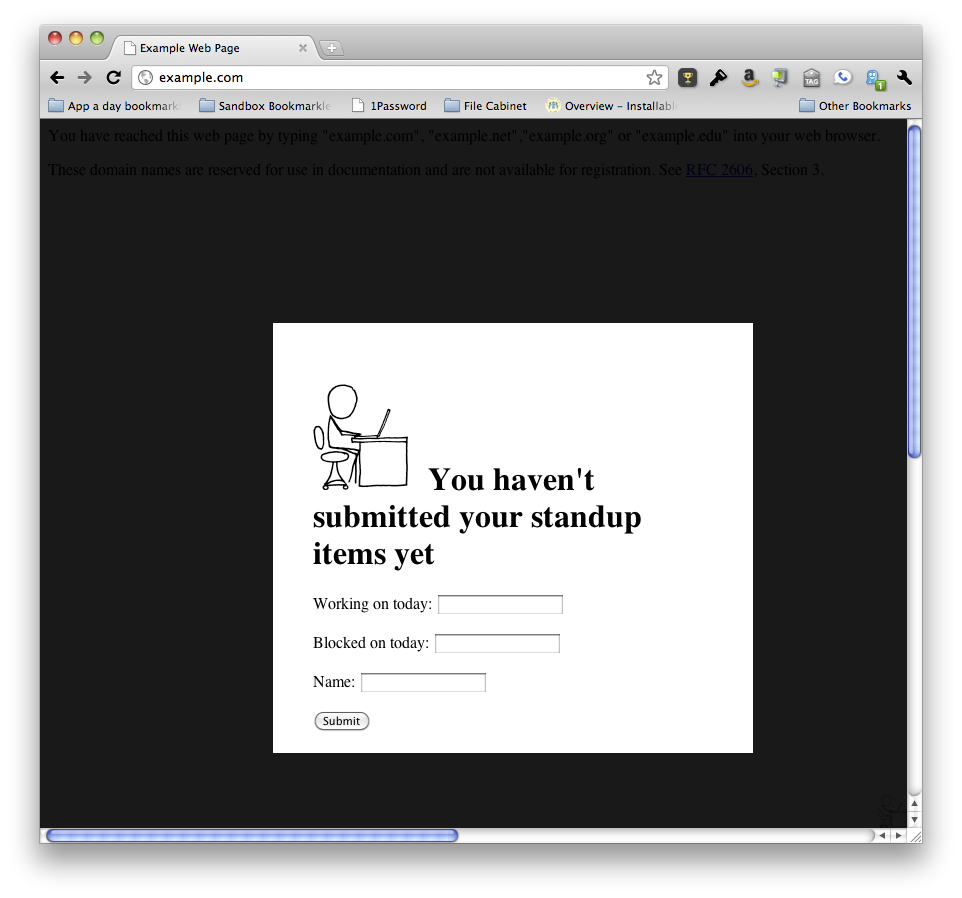 Example Web Page
example.com
App a day bookmark
Sandbox Bookmarkle
1Password
File Cabinet
Overview – Installabl
Other Bookmarks
You have reached this web page by typing "example.com", "example.net","example.org" or "example.edu" into your web browser.
These domain names are reserved for use in documentation and are not available for registration. See RFC 2606, Section 3.
You haven't
submitted your standup
items yet
Working on today:
Blocked on today:
Name:
Submit
TAG
1